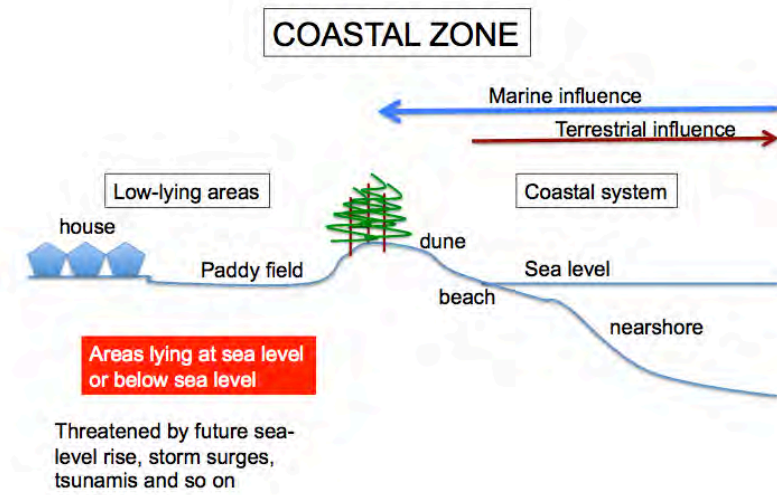 COASTAL ZONE
Marine influence
Terrestrial influence
Low-lying areas
Coastal system
house
dune
Paddy field
Sea level
beach
nearshore
Areas lying at sea level
or below sea level
Threatened by future sea-
level rise, storm surges,
tsunamis and so on